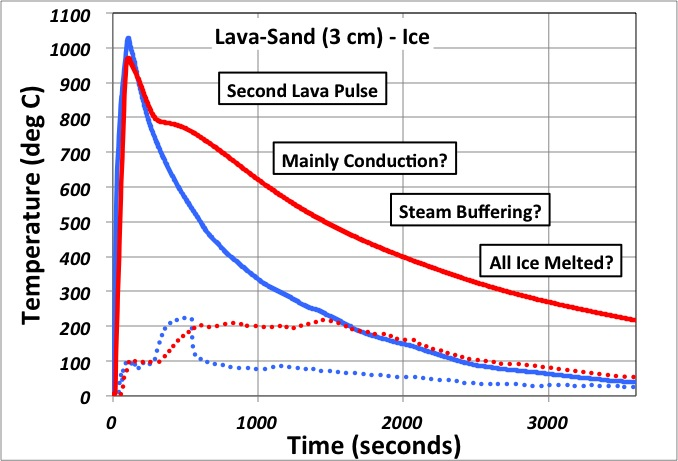 Lava-Sand (3 cm) - Ice
Second Lava Pulse
Mainly Conduction?
Steam Buffering?
All Ice Melted?
Temperature (deg C)
1100
1000
900
800
700
600
500
400
300
200
100
0
0 1000 2000 3000
Time (seconds)